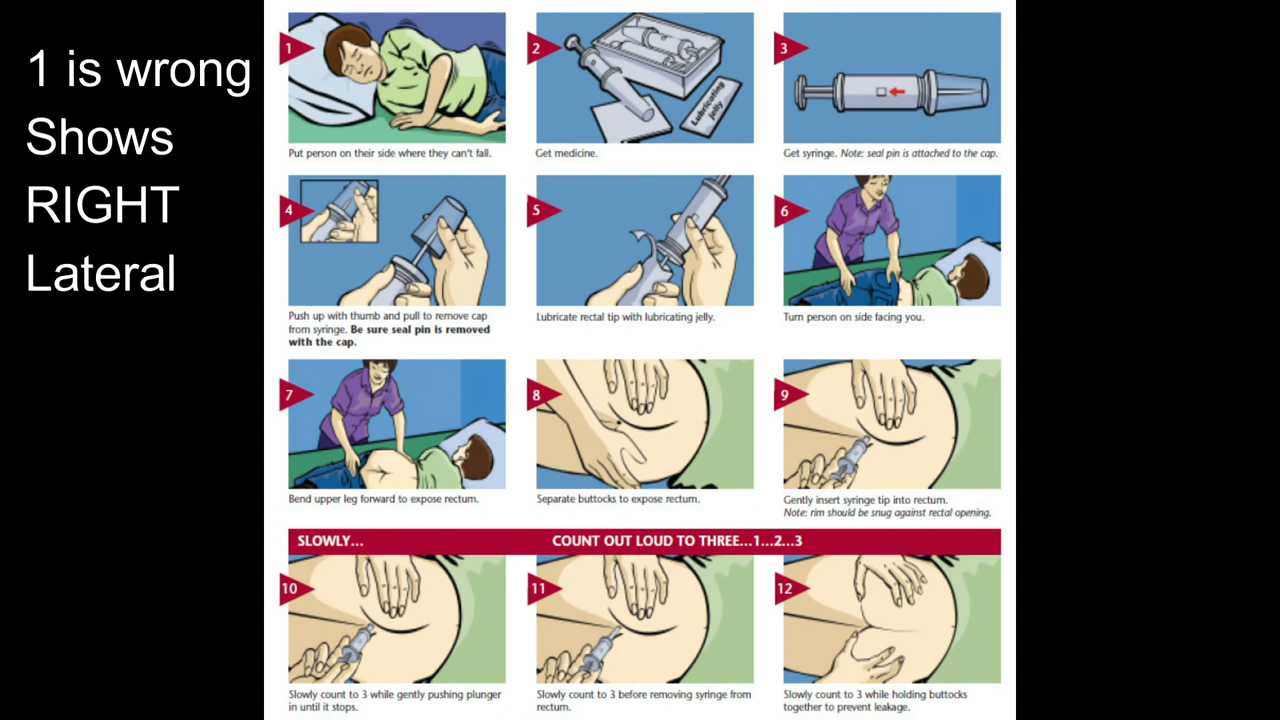 1 is wrong
Shows
RIGHT
Lateral
1
Put person on their side where they can't fall.
2
Lubricating
jelly
Get medicine.
3
Get syringe. Note: seal pin is attached to the cap.
4
Push up with thumb and pull to remove cap
from syringe. Be sure seal pin is removed
with the cap.
5
Lubricate rectal tip with lubricating jelly.
6
Turn person on side facing you.
7
Bend upper leg forward to expose rectum.
8
Separate buttocks to expose rectum.
9
Gently insert syringe tip into rectum.
Note: rim should be snug against rectal opening.
SLOWLY... COUNT OUT LOUD TO THREE...1...2...3
10
Slowly count to 3 while gently pushing plunger
in until it stops.
11
Slowly count to 3 before removing syringe from
rectum.
12
Slowly count to 3 while holding buttocks
together to prevent leakage.